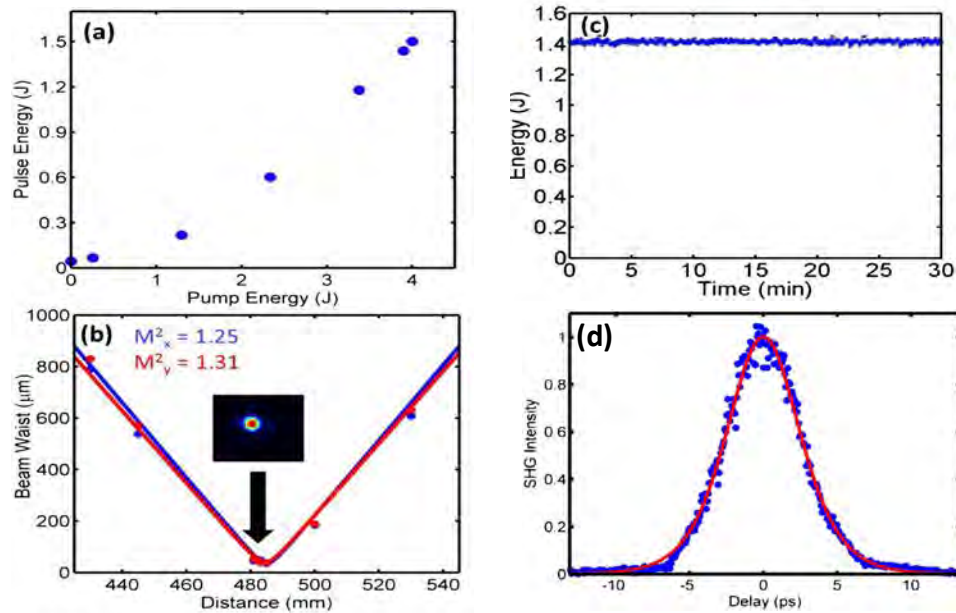 (a)
Pulse Energy (J)
1.5
1.2
0.9
0.6
0.3
0
0 1 2 3 4
Pump Energy (J)
(c)
Energy (J)
1.6
1.4
1.2
1
0.8
0.6
0.4
0.2
0
0 5 10 15 20 25 30
Time (min)
(b)
M²x = 1.25
M²y = 1.31
Beam Waist (μm)
1000
800
600
400
200
0
440 460 480 500 520 540
Distance (mm)
(d)
SHG Intensity
1
0.8
0.6
0.4
0.2
0
-10 -5 0 5 10
Delay (ps)